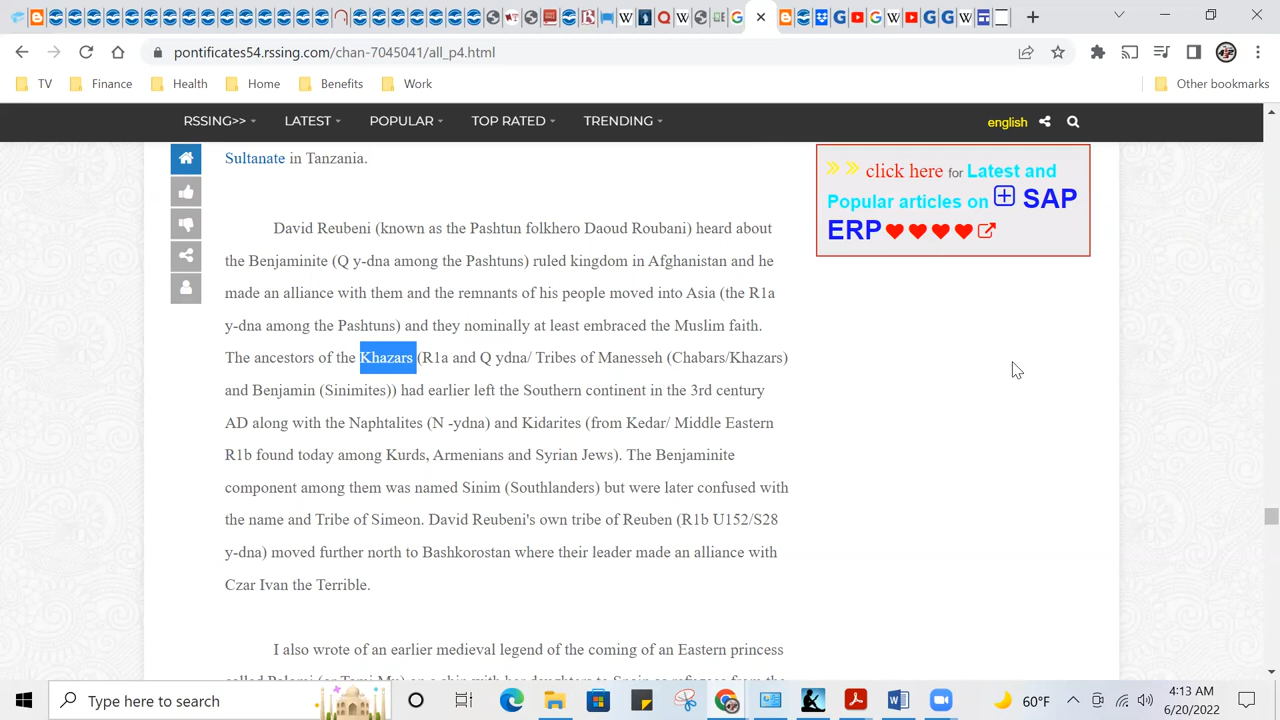 pontificates54.rssing.com/chan-7045041/all_p4.html
TV Finance Health Home Benefits Work Other bookmarks
RSSING>> LATEST POPULAR TOP RATED TRENDING english
Sultanate in Tanzania.
click here for Latest and
Popular articles on SAP
ERP
David Reubeni (known as the Pashtun folkhero Daoud Roubani) heard about
the Benjaminite (Q y-dna among the Pashtuns) ruled kingdom in Afghanistan and he
made an alliance with them and the remnants of his people moved into Asia (the R1a
y-dna among the Pashtuns) and they nominally at least embraced the Muslim faith.
The ancestors of the Khazars (R1a and Q ydna/ Tribes of Manesseh (Chabars/Khazars)
and Benjamin (Sinimites)) had earlier left the Southern continent in the 3rd century
AD along with the Naphtalites (N -ydna) and Kidarites (from Kedar/ Middle Eastern
R1b found today among Kurds, Armenians and Syrian Jews). The Benjaminite
component among them was named Sinim (Southlanders) but were later confused with
the name and Tribe of Simeon. David Reubeni's own tribe of Reuben (R1b U152/S28
y-dna) moved further north to Bashkorostan where their leader made an alliance with
Czar Ivan the Terrible.
I also wrote of an earlier medieval legend of the coming of an Eastern princess
Type here to search
60°F
4:13 AM
6/20/2022